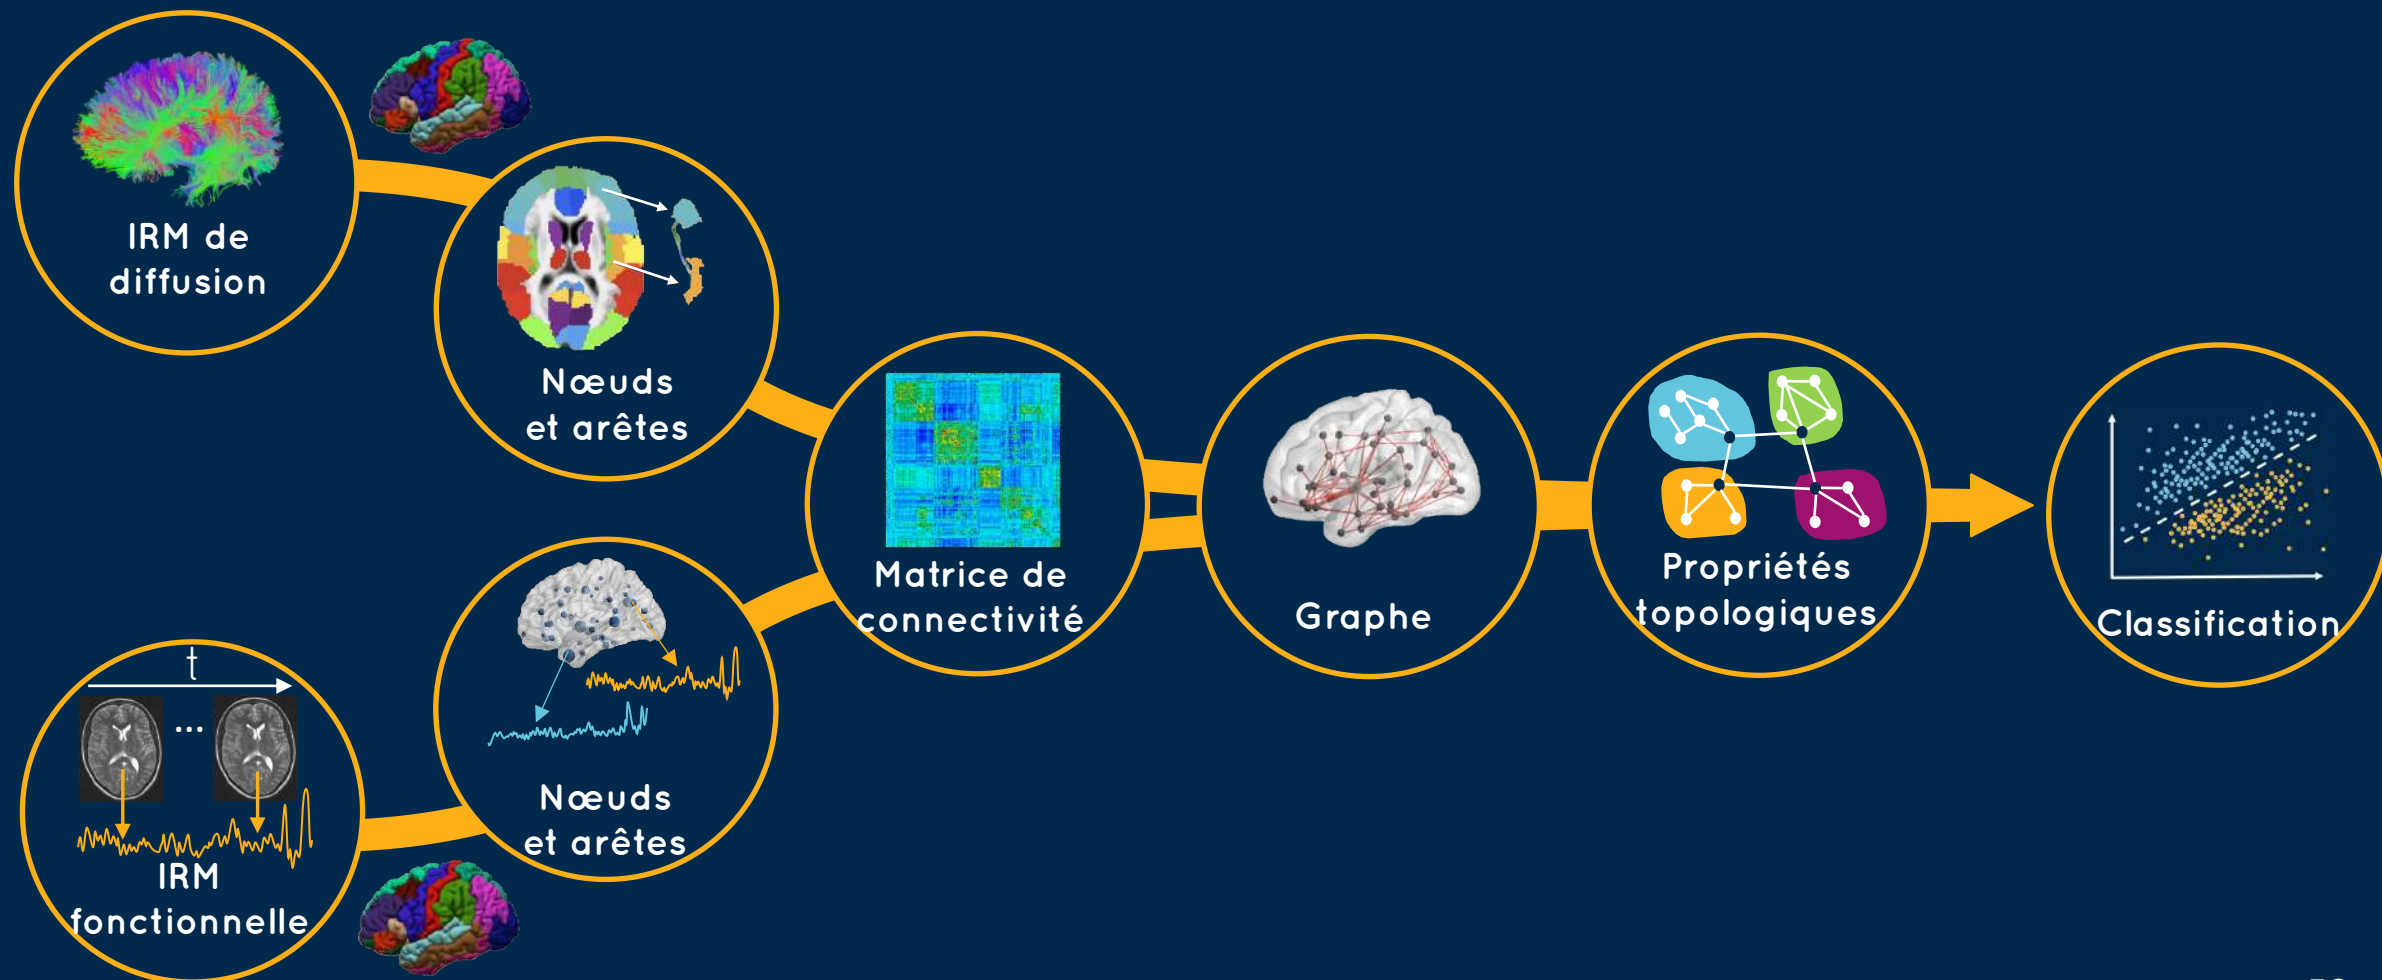 IRM de
diffusion
Nœuds
et arêtes
t
...
IRM
fonctionnelle
Nœuds
et arêtes
Matrice de
connectivité
Graphe
Propriétés
topologiques
Classification